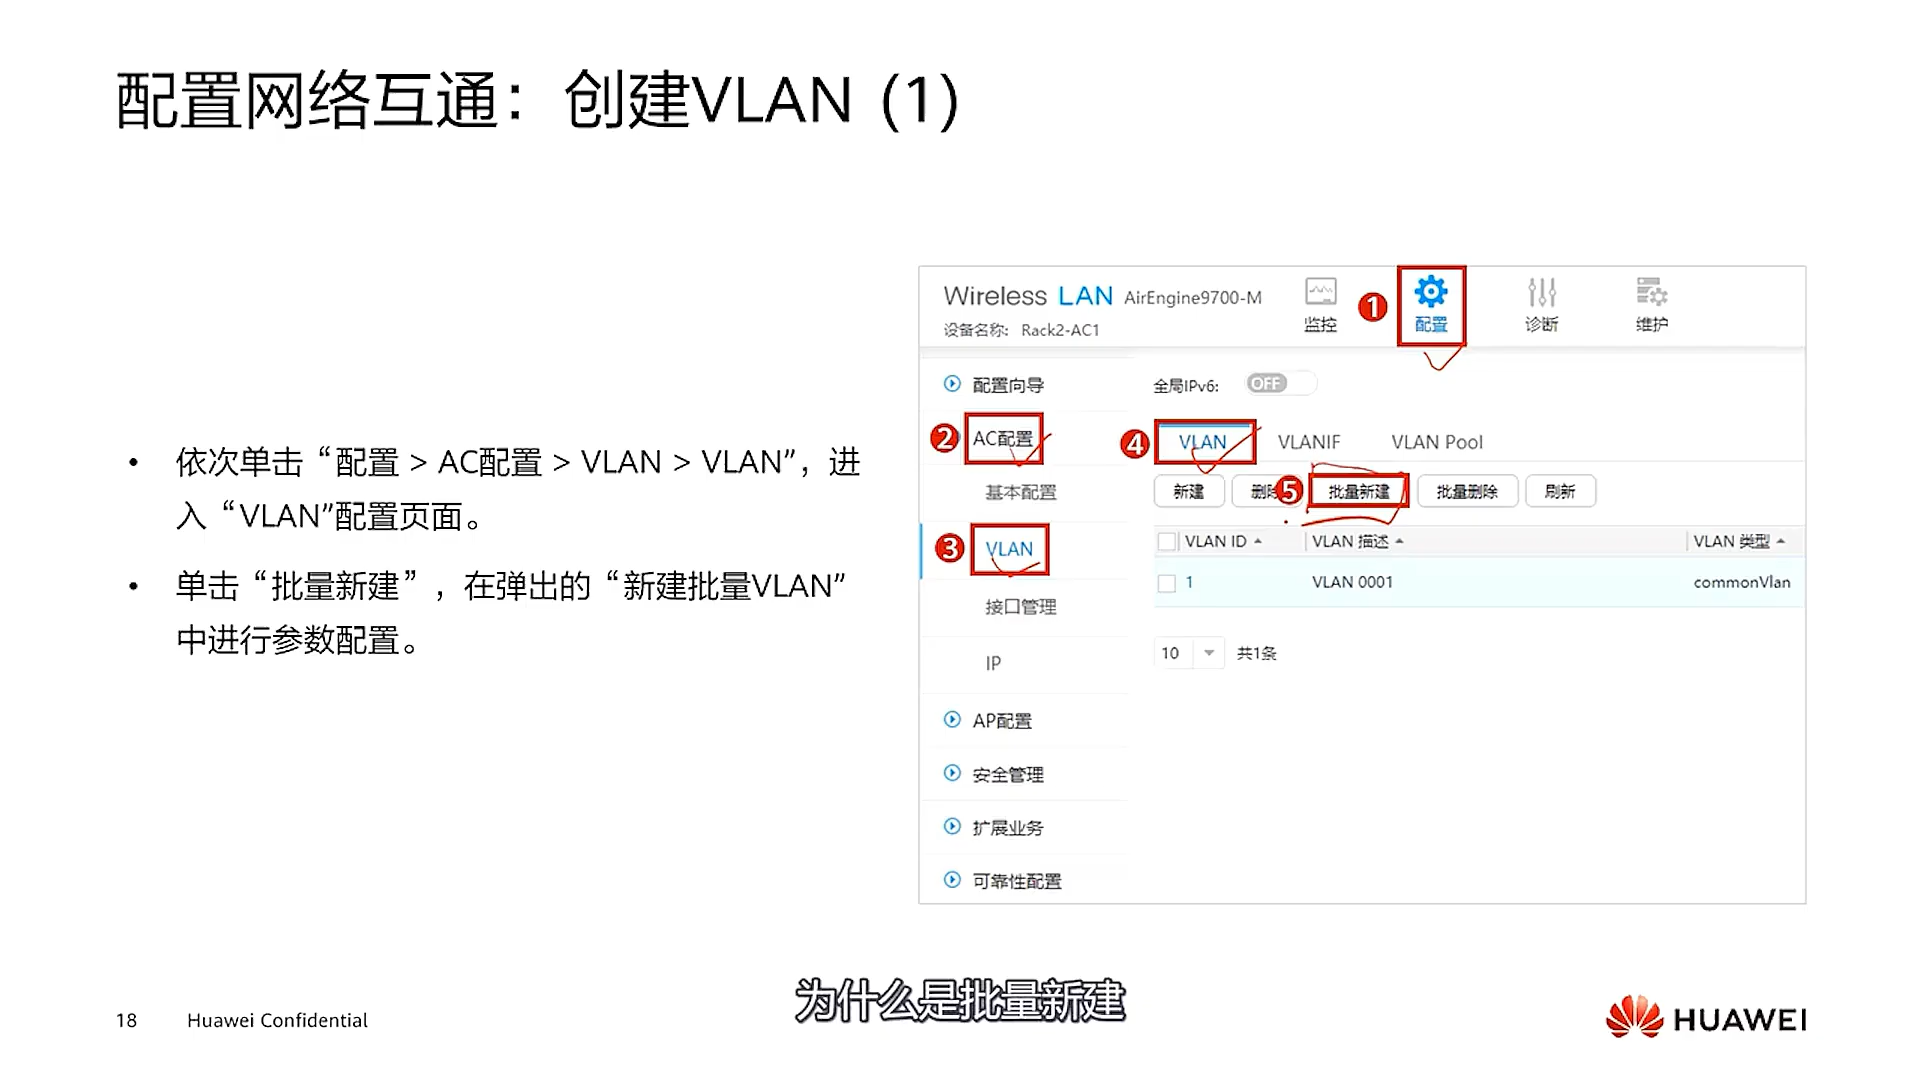 配置网络互通：创建VLAN (1)
• 依次单击“配置 > AC配置 > VLAN > VLAN”，进
入“VLAN”配置页面。
• 单击“批量新建”，在弹出的“新建批量VLAN”
中进行参数配置。
Wireless LAN AirEngine9700-M
设备名称: Rack2-AC1
监控
1
配置
诊断
维护
配置向导
2 AC配置
基本配置
3 VLAN
接口管理
IP
AP配置
安全管理
扩展业务
可靠性配置
全局IPv6: OFF
4 VLAN VLANIF VLAN Pool
新建 删除 5 批量新建 批量删除 刷新
VLAN ID VLAN 描述 VLAN 类型
1 VLAN 0001 commonVlan
10 共1条
为什么是批量新建
18 Huawei Confidential
HUAWEI